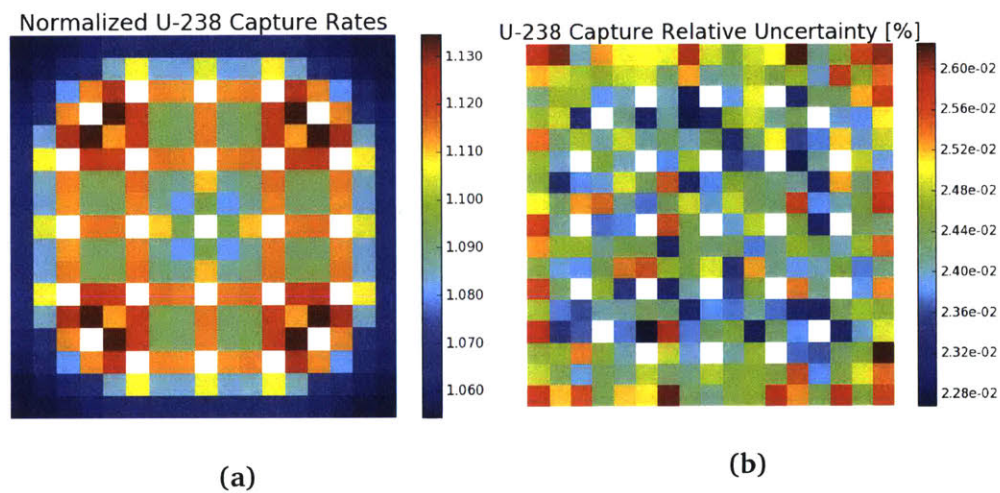 Normalized U-238 Capture Rates
1.130
1.120
1.110
1.100
1.090
1.080
1.070
1.060
(a)
U-238 Capture Relative Uncertainty [%]
2.60e-02
2.56e-02
2.52e-02
2.48e-02
2.44e-02
2.40e-02
2.36e-02
2.32e-02
2.28e-02
(b)